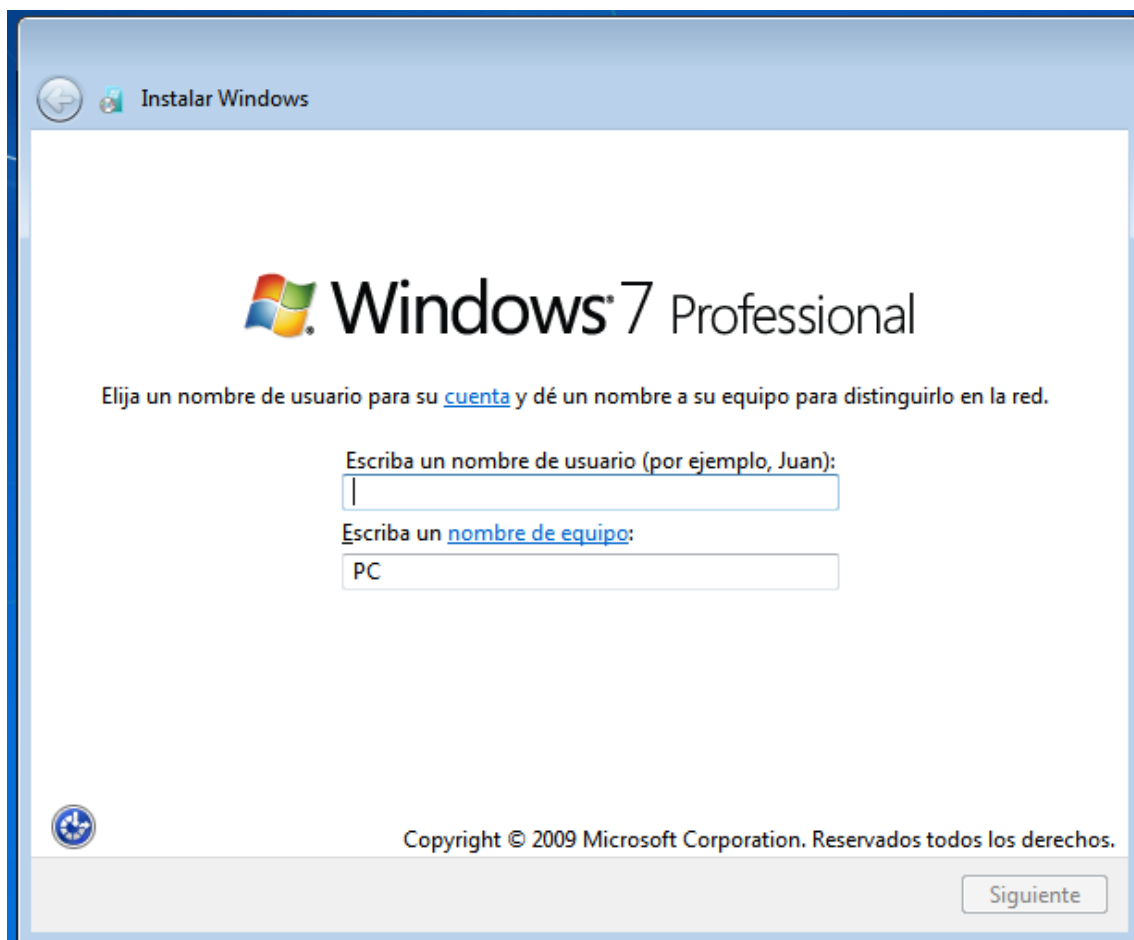 Instalar Windows
Windows® 7 Professional
Elija un nombre de usuario para su cuenta y dé un nombre a su equipo para distinguirlo en la red.
Escriba un nombre de usuario (por ejemplo, Juan):
Escriba un nombre de equipo:
PC
Copyright © 2009 Microsoft Corporation. Reservados todos los derechos.
Siguiente